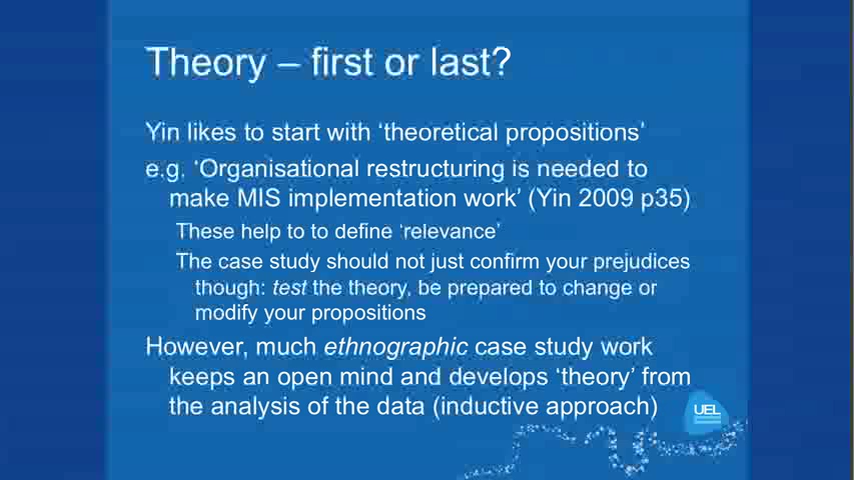 Theory – first or last?
Yin likes to start with ‘theoretical propositions’
e.g. ‘Organisational restructuring is needed to
make MIS implementation work’ (Yin 2009 p35)
These help to to define ‘relevance’
The case study should not just confirm your prejudices
though: test the theory, be prepared to change or
modify your propositions
However, much ethnographic case study work
keeps an open mind and develops ‘theory’ from
the analysis of the data (inductive approach)
UEL